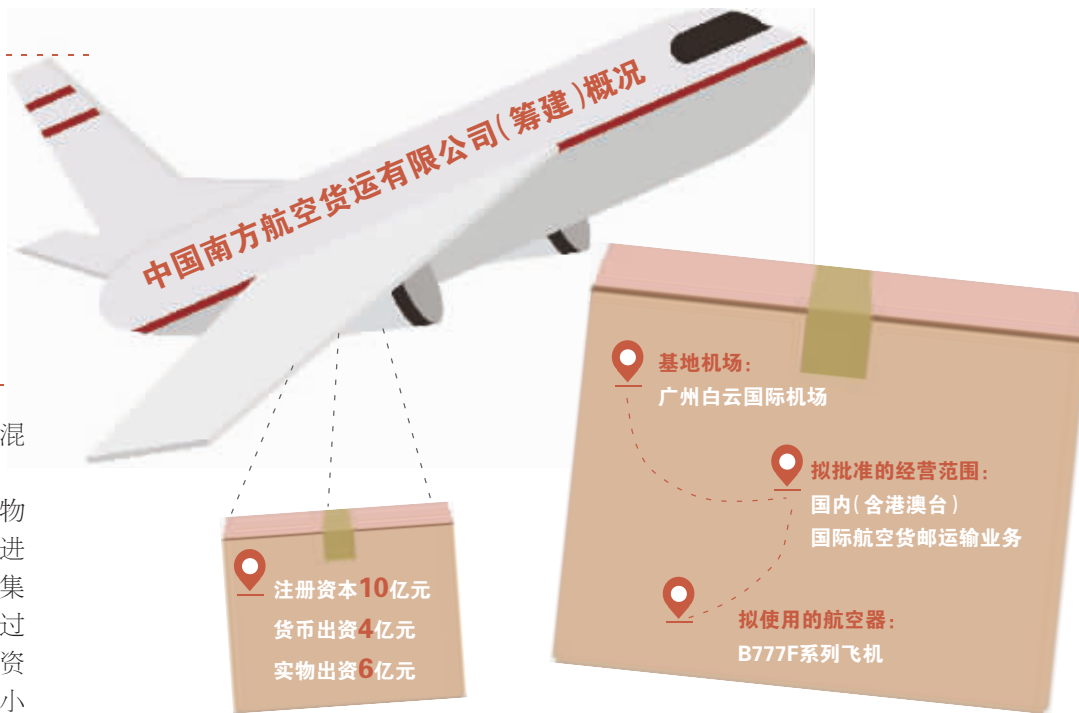 中国南方航空货运有限公司(筹建)概况
基地机场：
广州白云国际机场
拟批准的经营范围：
国内(含港澳台)
国际航空货邮运输业务
拟使用的航空器：
B777F系列飞机
注册资本10亿元
货币出资4亿元
实物出资6亿元
混
物
进
集
过
资
小